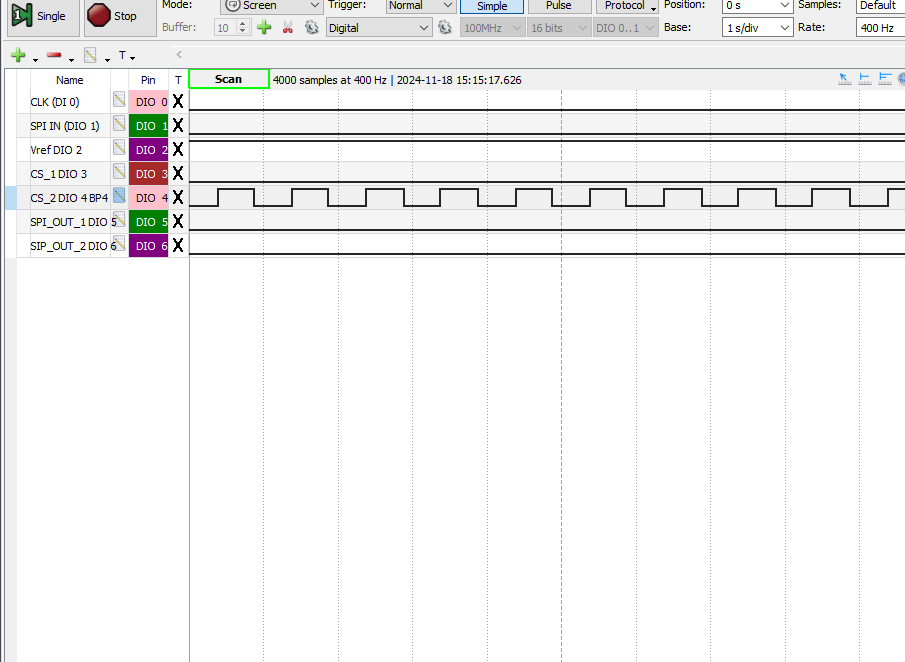 Single Stop Mode: Screen Trigger: Normal Simple Pulse Protocol Position: 0 s Samples: Default
Buffer: 10 Digital 100MHz 16 bits DIO 0..1 Base: 1 s/div Rate: 400 Hz
T
Name Pin T Scan 4000 samples at 400 Hz | 2024-11-18 15:15:17.626
CLK (DI 0) DIO 0 X
SPI IN (DIO 1) DIO 1 X
Vref DIO 2 DIO 2 X
CS_1 DIO 3 DIO 3 X
CS_2 DIO 4 BP4 DIO 4 X
SPI_OUT_1 DIO 5 DIO 5 X
SIP_OUT_2 DIO 6 DIO 6 X